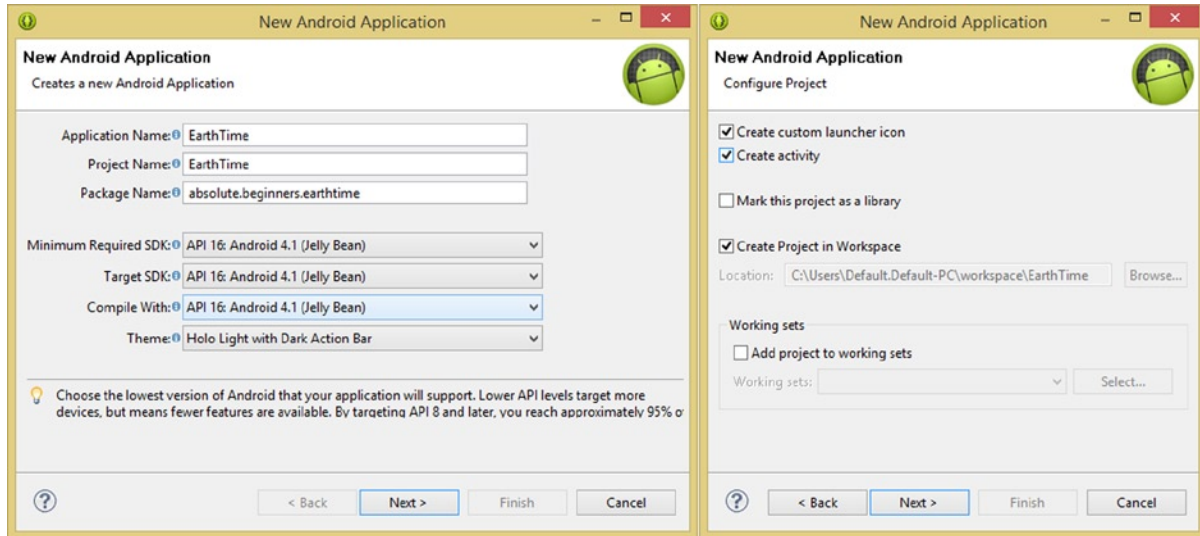 New Android Application
New Android Application
Creates a new Android Application
Application Name: EarthTime
Project Name: EarthTime
Package Name: absolute.beginners.earthtime
Minimum Required SDK: API 16: Android 4.1 (Jelly Bean)
Target SDK: API 16: Android 4.1 (Jelly Bean)
Compile With: API 16: Android 4.1 (Jelly Bean)
Theme: Holo Light with Dark Action Bar
Choose the lowest version of Android that your application will support. Lower API levels target more
devices, but means fewer features are available. By targeting API 8 and later, you reach approximately 95%
? < Back Next > Finish Cancel
New Android Application
New Android Application
Configure Project
Create custom launcher icon
Create activity
Mark this project as a library
Create Project in Workspace
Location: C:\Users\Default.Default-PC\workspace\EarthTime Browse...
Working sets
Add project to working sets
Working sets: Select...
? < Back Next > Finish Cancel